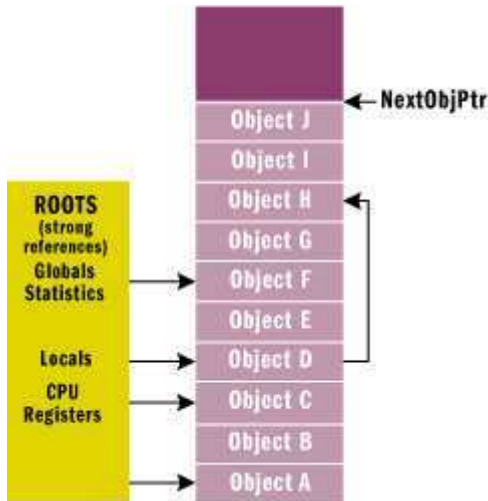 NextObjPtr
Object J
Object I
ROOTS
(strong
references)
Globals
Statistics
Locals
CPU
Registers
Object H
Object G
Object F
Object E
Object D
Object C
Object B
Object A